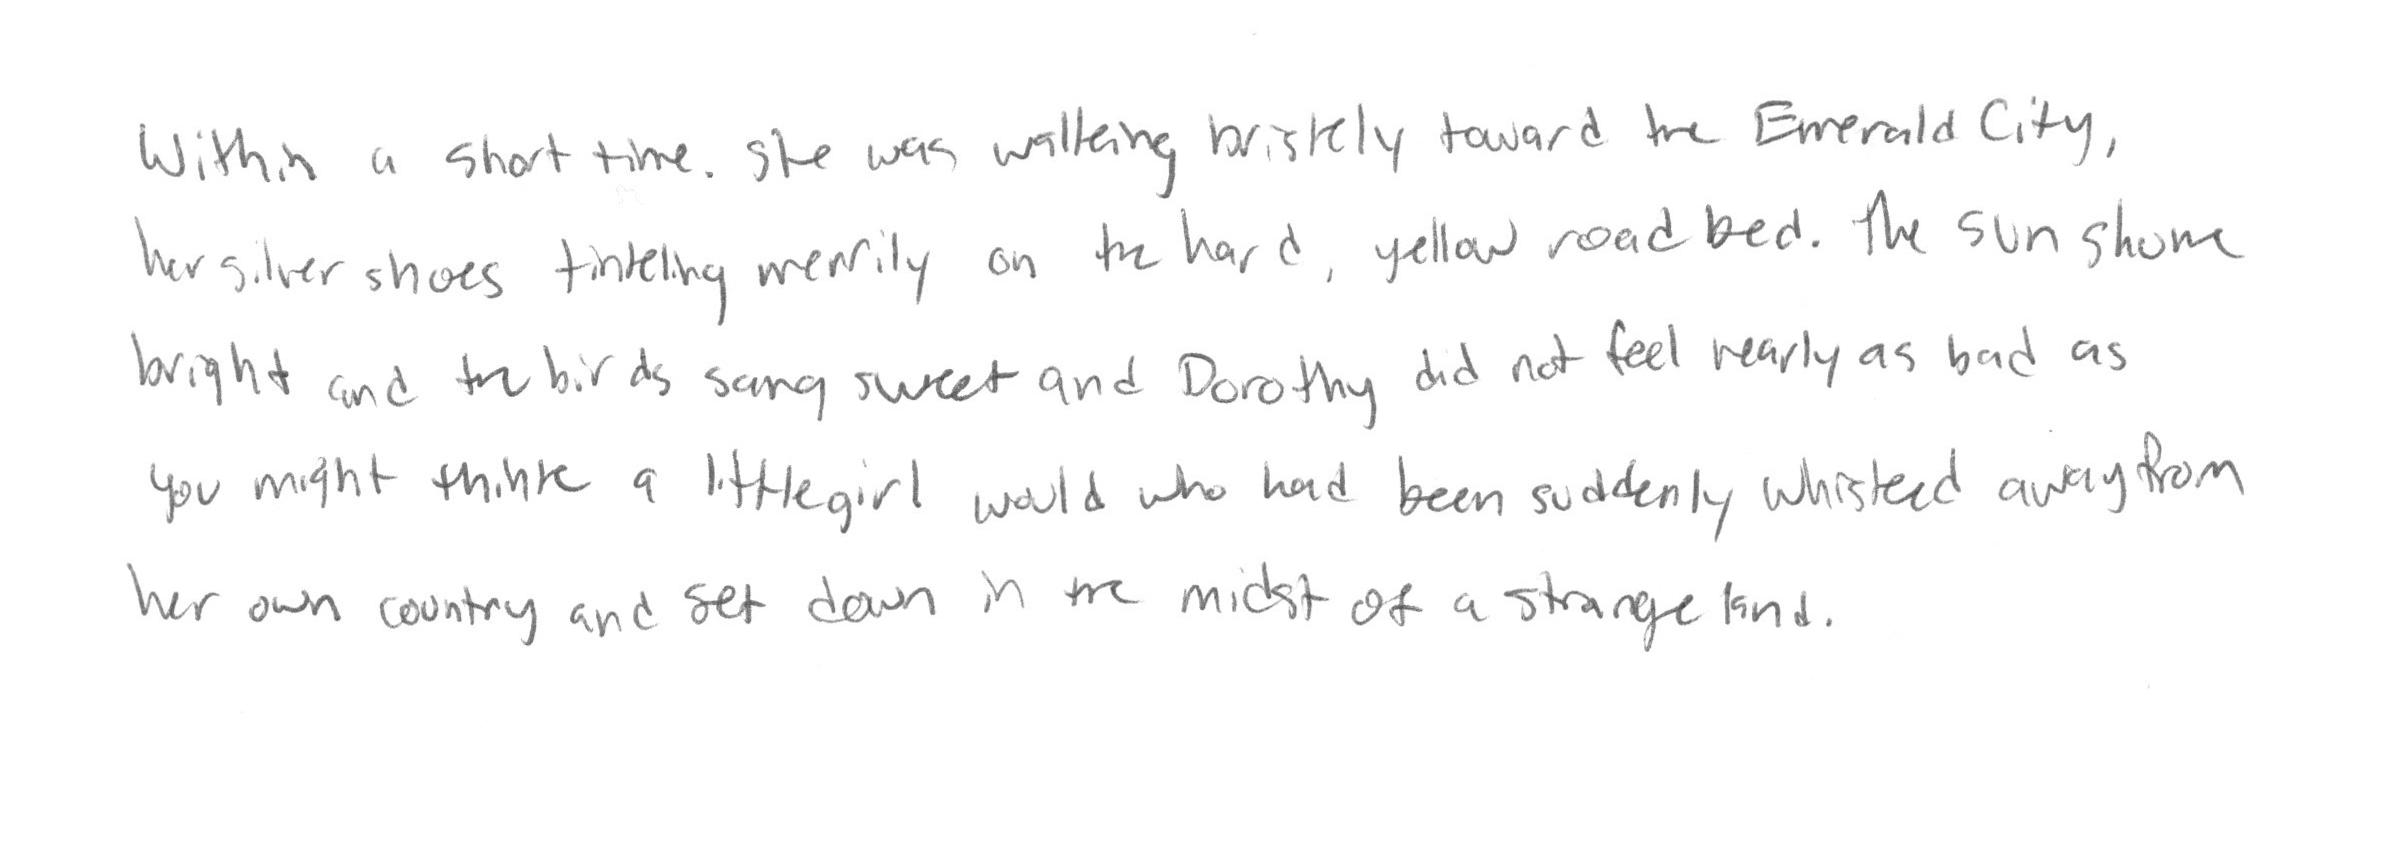 Within a short time. she was walking briskly toward the Emerald City,
her silver shoes tinkling merrily on the hard, yellow road bed. The sun shone
bright and the birds sang sweet and Dorothy did not feel nearly as bad as
you might think a little girl would who had been suddenly whisked away from
her own country and set down in the midst of a strange land.